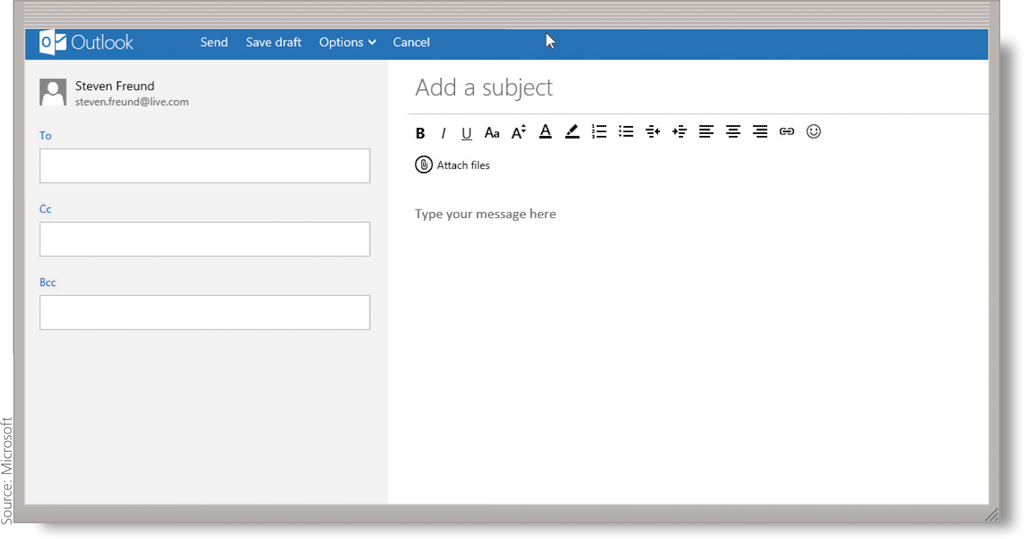 Outlook Send Save draft Options Cancel
Steven Freund
steven.freund@live.com
To
Cc
Bcc
Add a subject
B I U Aa A A
Attach files
Type your message here
Source: Microsoft